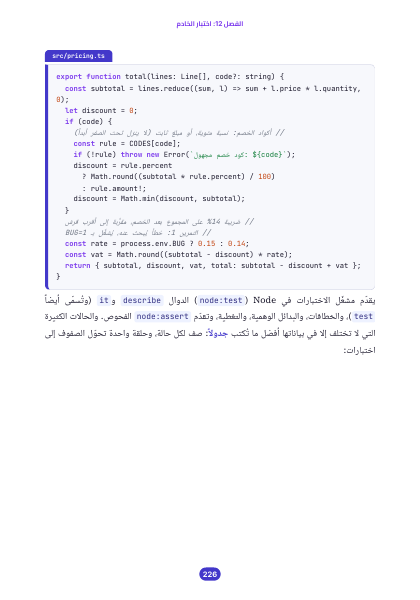 الفصل 12: اختبار الخادم
src/pricing.ts
export function total(lines: Line[], code?: string) {
const subtotal = lines.reduce((sum, l) => sum + l.price * l.quantity,
0);
let discount = 0;
if (code) {
// أكواد الخصم: نسبة مئوية، أو مبلغ ثابت (لا ينزل تحت الصفر أبداً)
const rule = CODES[code];
if (!rule) throw new Error(`كود خصم مجهول: ${code}`);
discount = rule.percent
? Math.round((subtotal * rule.percent) / 100)
: rule.amount!;
discount = Math.min(discount, subtotal);
}
// ضريبة 14% على المجموع بعد الخصم، مقرّبة إلى أقرب قرش
// التمرين 1: خطأ يُبحث عنه، يُشغَّل بـ BUG=1
const rate = process.env.BUG ? 0.15 : 0.14;
const vat = Math.round((subtotal - discount) * rate);
return { subtotal, discount, vat, total: subtotal - discount + vat };
}
يقدّم مشغّل الاختبارات في Node (node:test) الدوال describe و it (وتُسمّى أيضاً
test)، والخطافات، والبدائل الوهمية، والتغطية، وتقدّم node:assert الفحوص. والحالات الكثيرة
التي لا تختلف إلا في بياناتها أفضل ما تُكتب جدولاً: صف لكل حالة، وحلقة واحدة تحوّل الصفوف إلى
اختبارات:
226